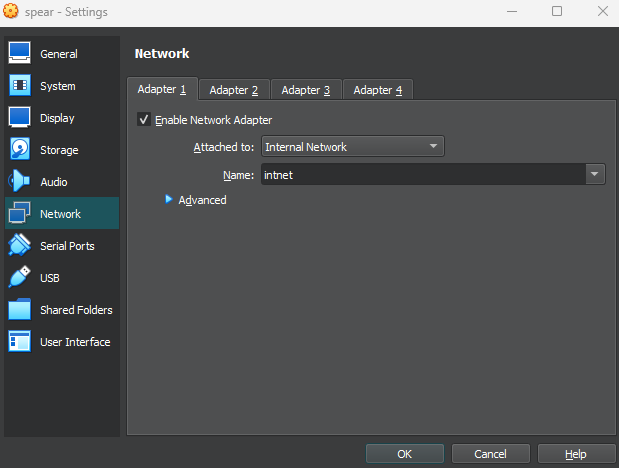 spear - Settings
General
System
Display
Storage
Audio
Network
Serial Ports
USB
Shared Folders
User Interface
Network
Adapter 1 Adapter 2 Adapter 3 Adapter 4
Enable Network Adapter
Attached to: Internal Network
Name: intnet
Advanced
OK Cancel Help